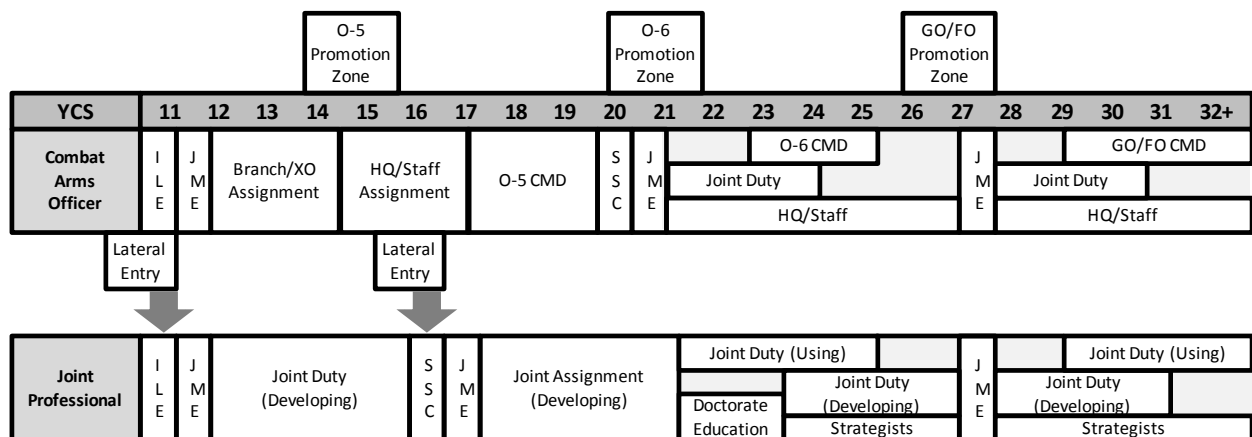 O-5
Promotion
Zone
O-6
Promotion
Zone
GO/FO
Promotion
Zone
YCS 11 12 13 14 15 16 17 18 19 20 21 22 23 24 25 26 27 28 29 30 31 32+
Combat
Arms
Officer
I
L
E
J
M
E
Branch/XO
Assignment
HQ/Staff
Assignment
O-5 CMD
S
S
C
J
M
E
O-6 CMD
Joint Duty
HQ/Staff
J
M
E
GO/FO CMD
Joint Duty
HQ/Staff
Lateral
Entry
Lateral
Entry
Joint
Professional
I
L
E
J
M
E
Joint Duty
(Developing)
S
S
C
J
M
E
Joint Assignment
(Developing)
Joint Duty (Using)
Joint Duty
(Developing)
Doctorate
Education
Strategists
J
M
E
Joint Duty (Using)
Joint Duty
(Developing)
Strategists